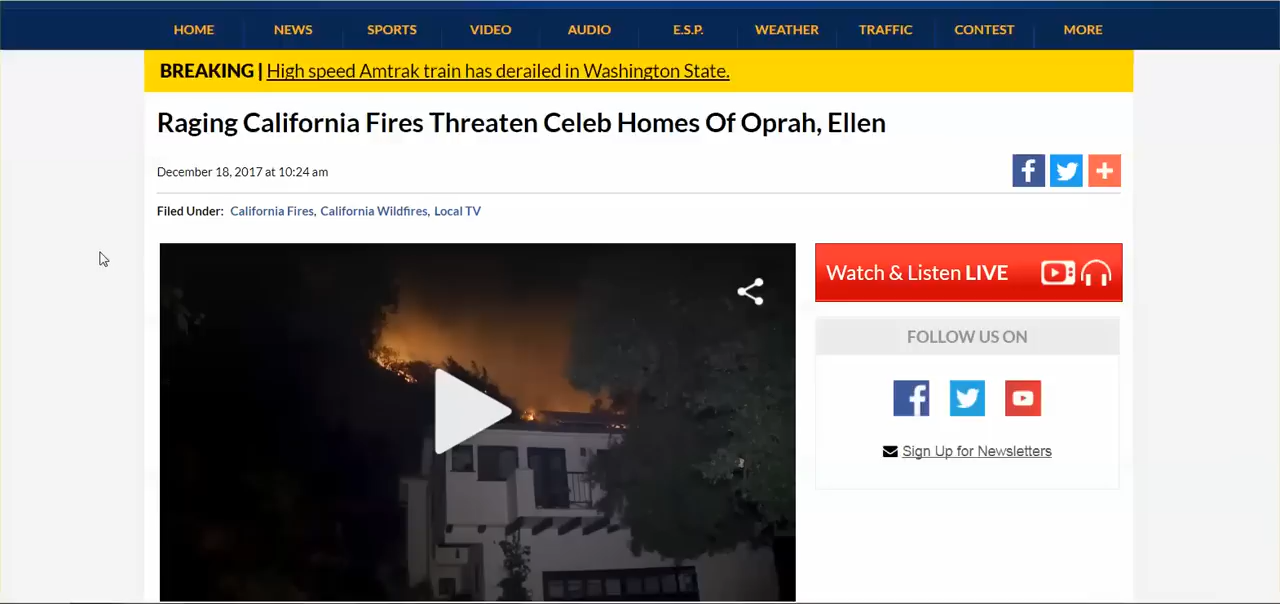 HOME NEWS SPORTS VIDEO AUDIO E.S.P. WEATHER TRAFFIC CONTEST MORE
BREAKING | High speed Amtrak train has derailed in Washington State.
Raging California Fires Threaten Celeb Homes Of Oprah, Ellen
December 18, 2017 at 10:24 am
Filed Under: California Fires, California Wildfires, Local TV
Watch & Listen LIVE
FOLLOW US ON
Sign Up for Newsletters